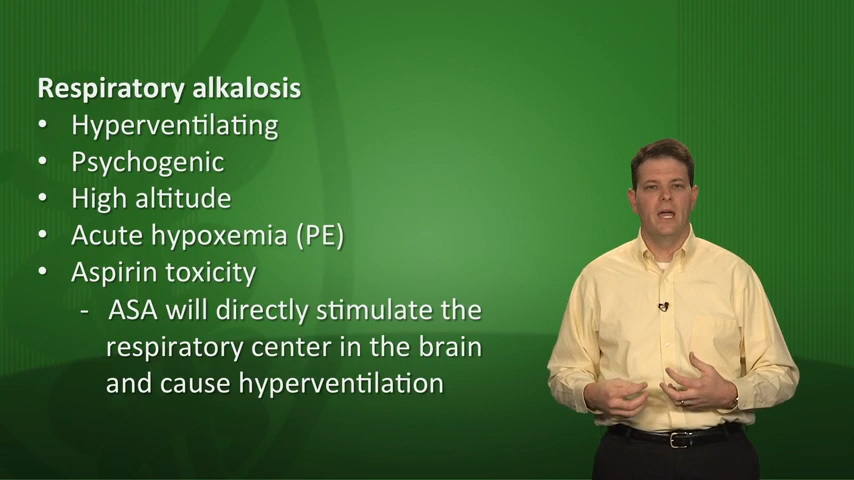 Respiratory alkalosis
• Hyperventilating
• Psychogenic
• High altitude
• Acute hypoxemia (PE)
• Aspirin toxicity
- ASA will directly stimulate the
respiratory center in the brain
and cause hyperventilation